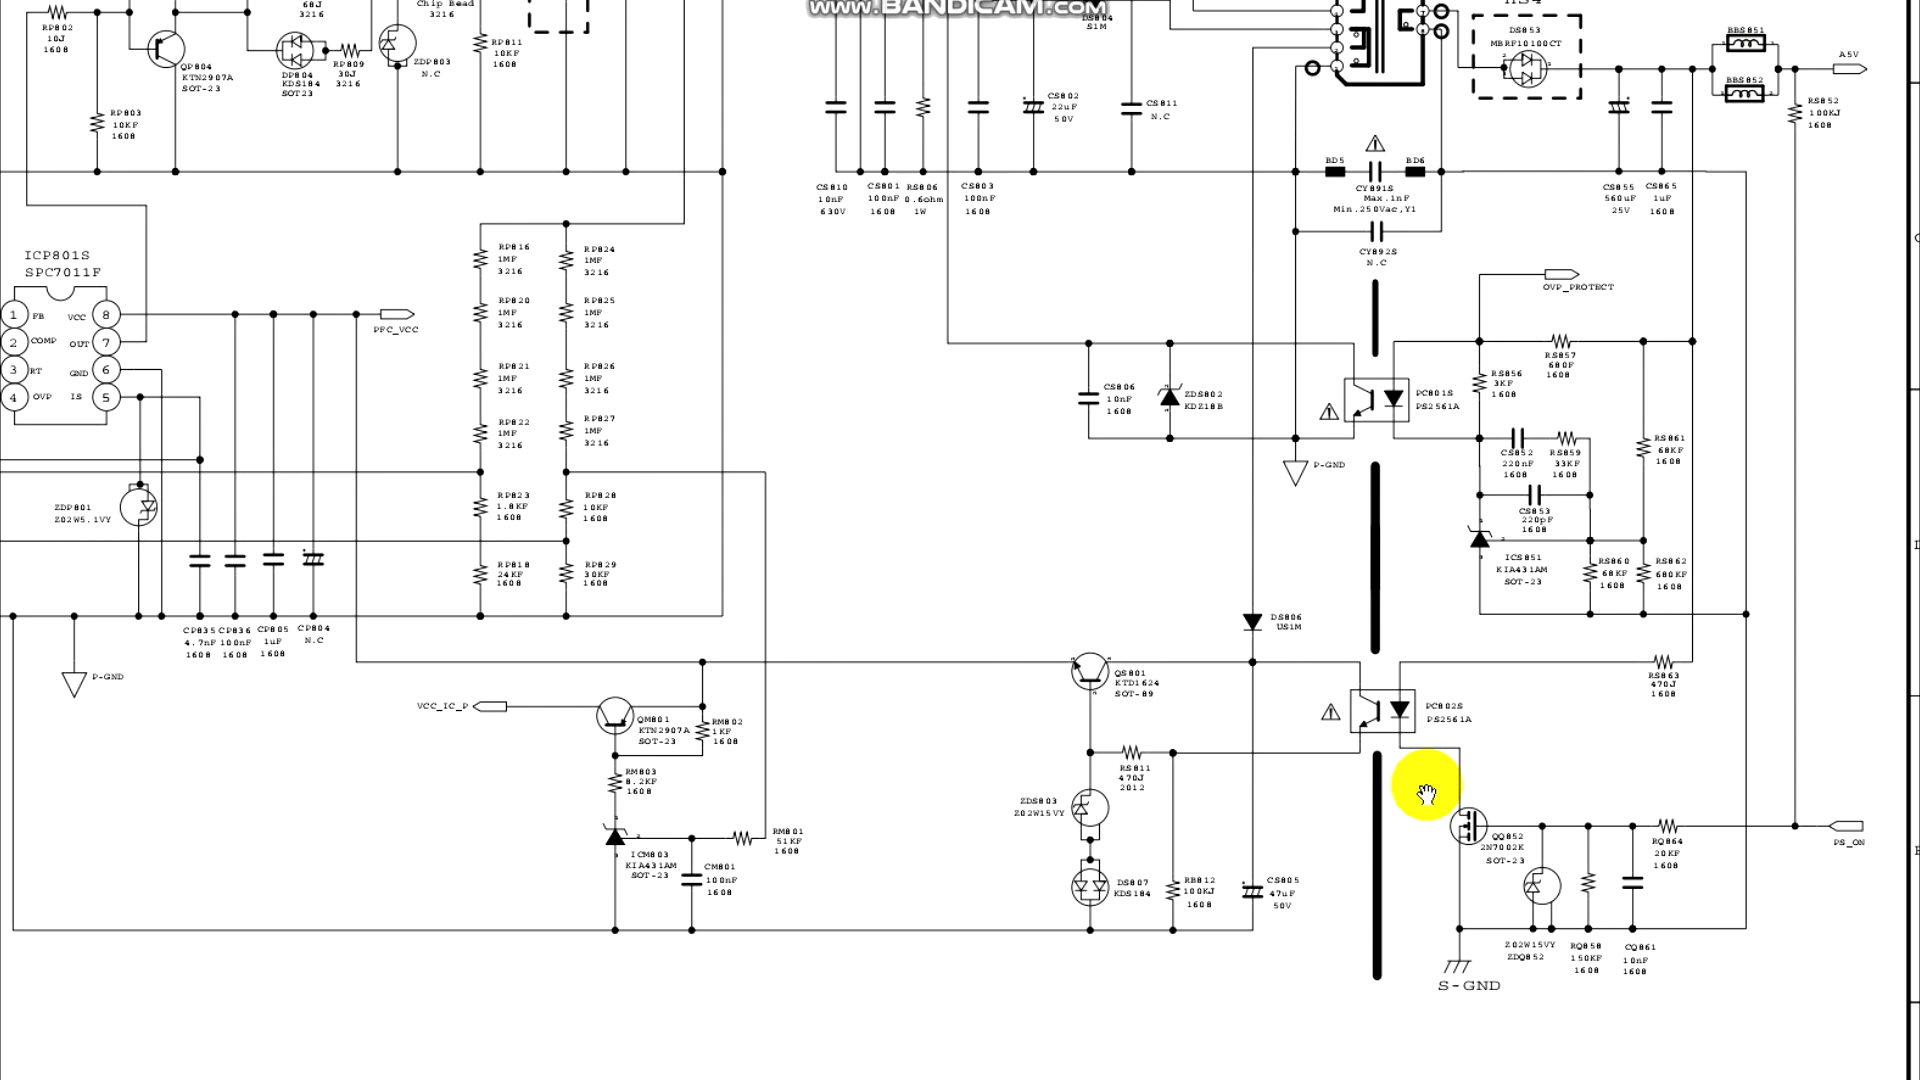 www.BANDICAM.com
RP802
10J
1608
68J
3216
Chip Bead
3216
QP804
KTN2907A
SOT-23
DP804
KDS184
SOT23
RP809
30J
3216
ZDP803
N.C
RP811
10KF
1608
RP803
10KF
1608
DS804
S1M
CS802
22uF
50V
CS811
N.C
DS853
MBRF10100CT
BBS851
BBS852
A5V
RS852
100KJ
1608
CS810
10nF
630V
CS801
100nF
1608
RS806
0.6ohm
1W
CS803
100nF
1608
BD5
BD6
CY891S
Max.1nF
Min.250Vac,Y1
CY892S
N.C
CS855
560uF
25V
CS865
1uF
1608
ICP801S
SPC7011F
1
FB
VCC
8
2
COMP
OUT
7
3
RT
GND
6
4
OVP
IS
5
PFC_VCC
RP816
1MF
3216
RP824
1MF
3216
RP820
1MF
3216
RP825
1MF
3216
RP821
1MF
3216
RP826
1MF
3216
RP822
1MF
3216
RP827
1MF
3216
RP823
1.8KF
1608
RP828
10KF
1608
RP818
24KF
1608
RP829
30KF
1608
OVP_PROTECT
CS806
10nF
1608
ZDS802
KDZ18B
PC801S
PS2561A
RS856
3KF
1608
RS857
680F
1608
P-GND
CS852
220nF
1608
RS859
33KF
1608
RS861
68KF
1608
CS853
220pF
1608
ICS851
KIA431AM
SOT-23
RS860
68KF
1608
RS862
680KF
1608
ZDP801
Z02W5.1VY
CP835
4.7nF
1608
CP836
100nF
1608
CP805
1uF
1608
CP804
N.C
P-GND
DS806
US1M
QS801
KTD1624
SOT-89
RS863
470J
1608
VCC_IC_P
QM801
KTN2907A
SOT-23
RM802
1KF
1608
PC802S
PS2561A
RM803
8.2KF
1608
RS811
470J
2012
ZDS803
Z02W15VY
ICM803
KIA431AM
SOT-23
RM801
51KF
1608
CM801
100nF
1608
DS807
KDS184
RB812
100KJ
1608
CS805
47uF
50V
QQ852
2N7002K
SOT-23
RQ864
20KF
1608
PS_ON
Z02W15VY
ZDQ852
RQ858
150KF
1608
CQ861
10nF
1608
S-GND